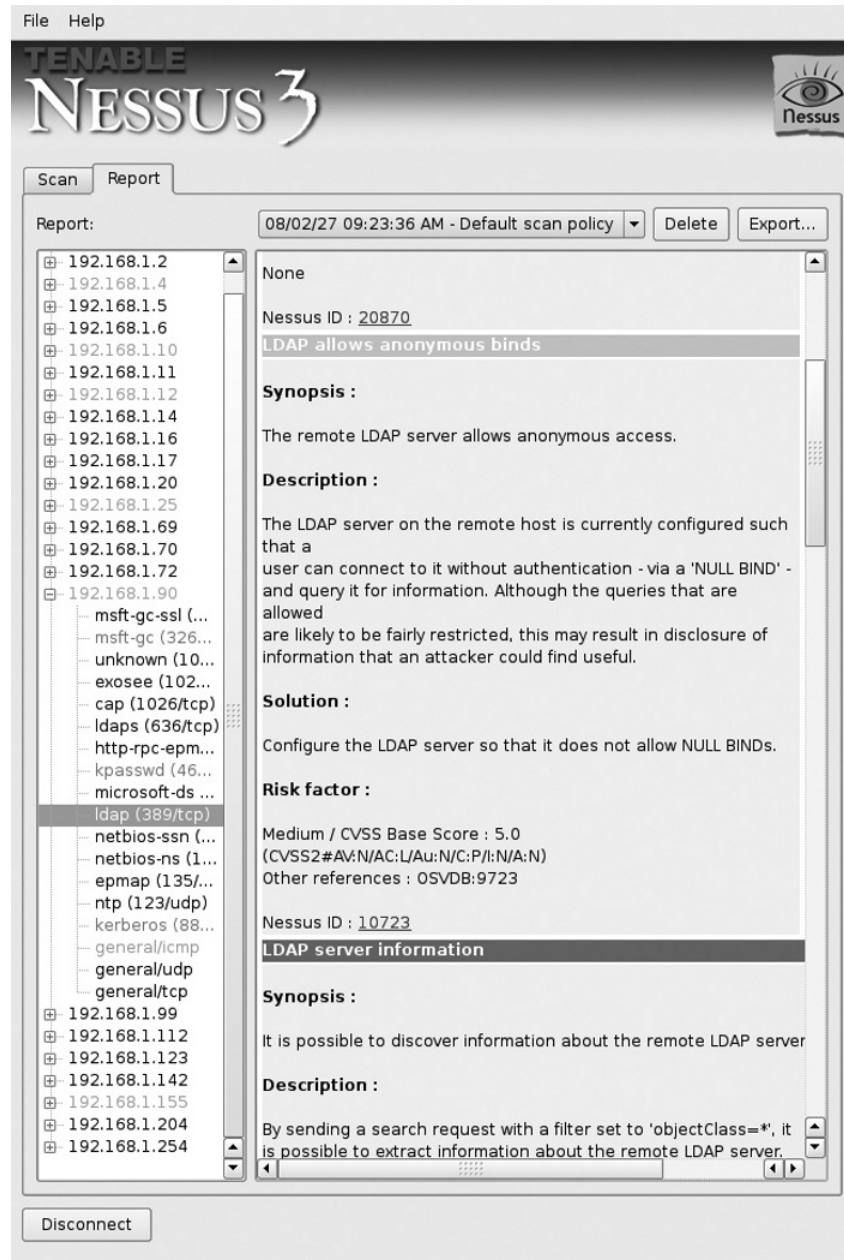 File Help
TENABLE
NESSUS 3
Nessus
Scan Report
Report:
08/02/27 09:23:36 AM - Default scan policy
Delete
Export...
192.168.1.2
192.168.1.4
192.168.1.5
192.168.1.6
192.168.1.10
192.168.1.11
192.168.1.12
192.168.1.14
192.168.1.16
192.168.1.17
192.168.1.20
192.168.1.25
192.168.1.69
192.168.1.70
192.168.1.72
192.168.1.90
msft-gc-ssl (...
msft-gc (326...
unknown (10...
exosee (102...
cap (1026/tcp)
ldaps (636/tcp)
http-rpc-epm...
kpasswd (46...
microsoft-ds ...
ldap (389/tcp)
netbios-ssn (...
netbios-ns (1...
epmap (135/...
ntp (123/udp)
kerberos (88...
general/icmp
general/udp
general/tcp
192.168.1.99
192.168.1.112
192.168.1.123
192.168.1.142
192.168.1.155
192.168.1.204
192.168.1.254
None
Nessus ID : 20870
LDAP allows anonymous binds
Synopsis :
The remote LDAP server allows anonymous access.
Description :
The LDAP server on the remote host is currently configured such
that a
user can connect to it without authentication - via a 'NULL BIND' -
and query it for information. Although the queries that are
allowed
are likely to be fairly restricted, this may result in disclosure of
information that an attacker could find useful.
Solution :
Configure the LDAP server so that it does not allow NULL BINDs.
Risk factor :
Medium / CVSS Base Score : 5.0
(CVSS2#AV:N/AC:L/Au:N/C:P/I:N/A:N)
Other references : OSVDB:9723
Nessus ID : 10723
LDAP server information
Synopsis :
It is possible to discover information about the remote LDAP server
Description :
By sending a search request with a filter set to 'objectClass=*', it
is possible to extract information about the remote LDAP server.
Disconnect